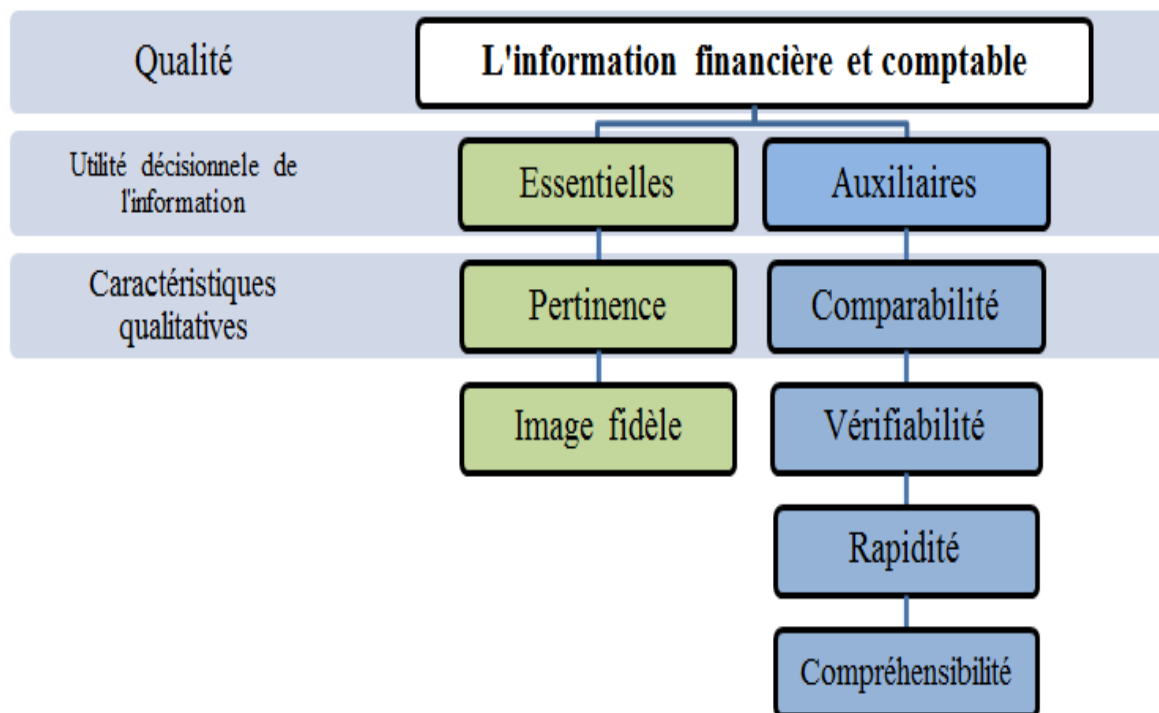 Qualité
L'information financière et comptable
Utilité décisionnele de
l'information
Essentielles
Auxiliaires
Caractéristiques
qualitatives
Pertinence
Comparabilité
Image fidèle
Vérifiabilité
Rapidité
Compréhensibilité